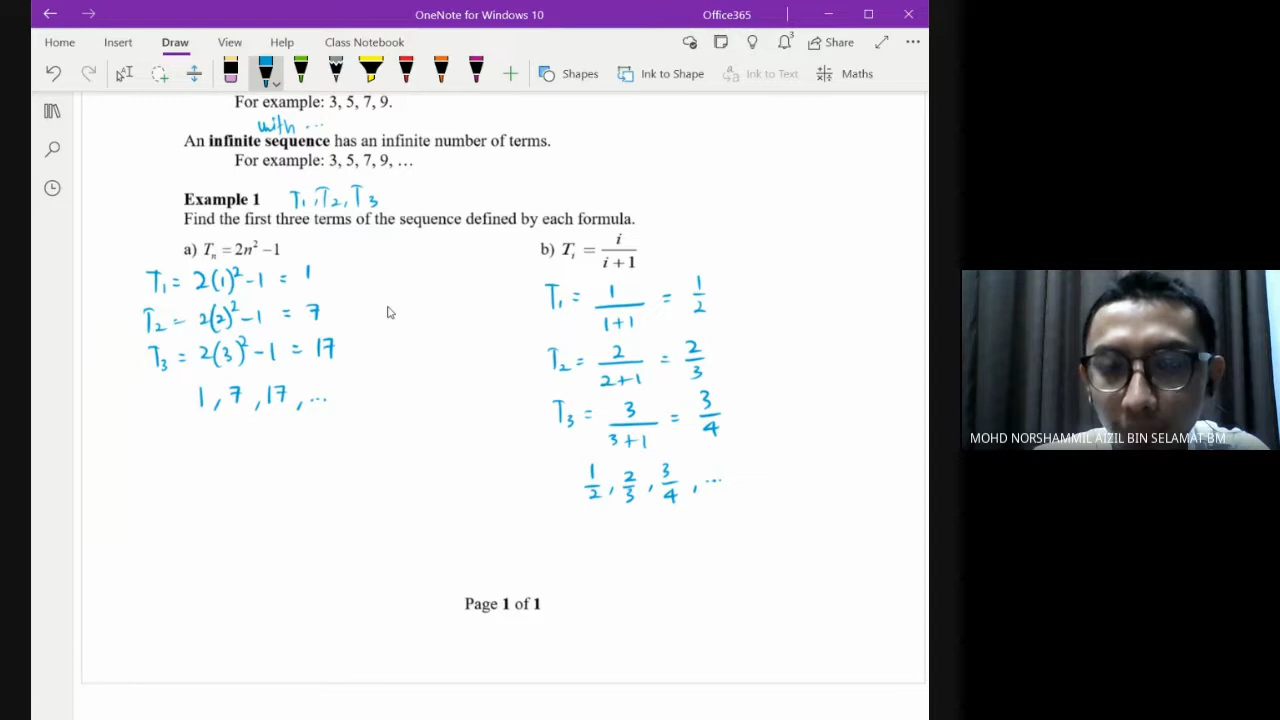 OneNote for Windows 10
Office365
Home Insert Draw View Help Class Notebook
Share
Shapes Ink to Shape Ink to Text Maths
For example: 3, 5, 7, 9.
with ...
An infinite sequence has an infinite number of terms.
For example: 3, 5, 7, 9, …
Example 1 T₁, T₂, T₃
Find the first three terms of the sequence defined by each formula.
a) Tₙ = 2n² −1
T₁ = 2(1)² -1 = 1
T₂ = 2(2)² -1 = 7
T₃ = 2(3)² -1 = 17
1, 7, 17, ...
b) Tᵢ = i/(i+1)
T₁ = 1/(1+1) = 1/2
T₂ = 2/(2+1) = 2/3
T₃ = 3/(3+1) = 3/4
1/2, 2/3, 3/4, ...
Page 1 of 1
MOHD NORSHAMMIL AIZIL BIN SELAMAT BM